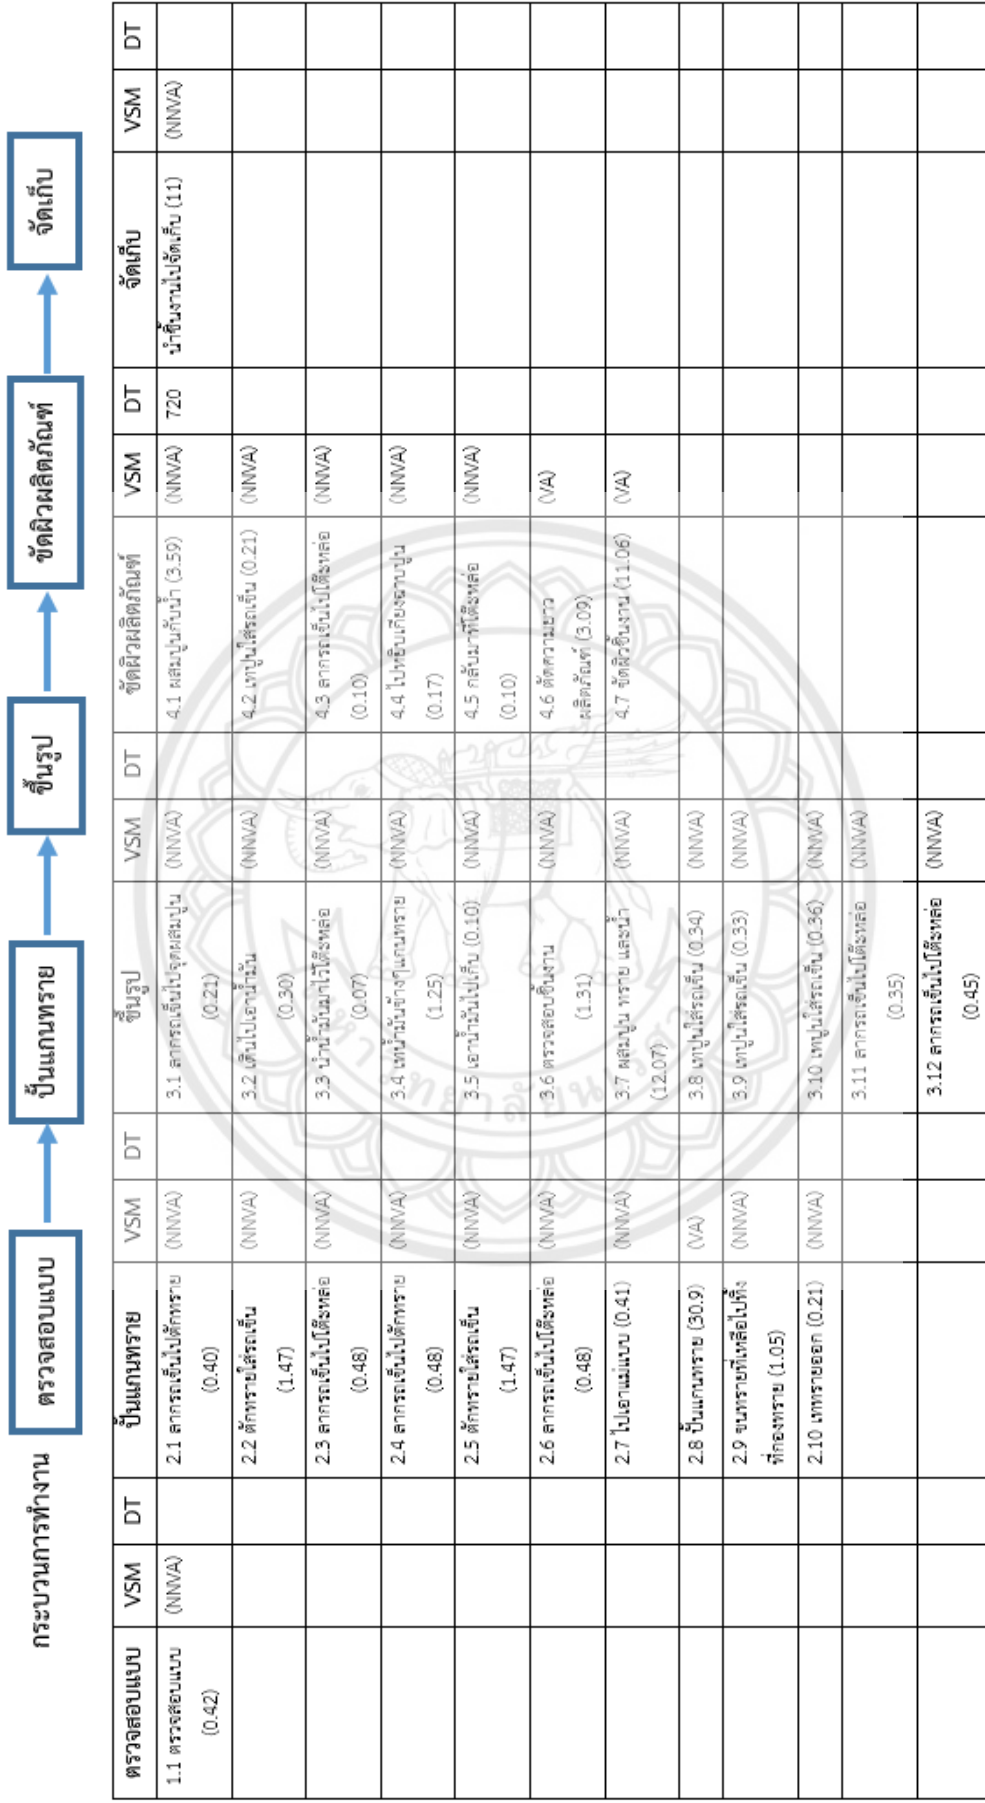 กระบวนการทำงาน
ตรวจสอบแบบ
ปั้นแกนทราย
ขึ้นรูป
ขัดผิวผลิตภัณฑ์
จัดเก็บ
ตรวจสอบแบบ VSM DT ปั้นแกนทราย VSM DT ขึ้นรูป VSM DT ขัดผิวผลิตภัณฑ์ VSM DT จัดเก็บ VSM DT
1.1 ตรวจสอบแบบ (NNVA) 2.1 ลากรถเข็นไปตักทราย (NNVA) 3.1 ลากรถเข็นไปจุดผสมปูน (NNVA) 4.1 ผสมปูนกับน้ำ (3.59) (NNVA) 720 นำชิ้นงานไปจัดเก็บ (11) (NNVA)
(0.42) (0.40) (0.21)
2.2 ตักทรายใส่รถเข็น (NNVA) 3.2 เดินไปเอาน้ำมัน (NNVA) 4.2 เทปูนใส่รถเข็น (0.21) (NNVA)
(1.47) (0.30)
2.3 ลากรถเข็นไปโต๊ะหล่อ (NNVA) 3.3 นำน้ำมันมาไว้โต๊ะหล่อ (NNVA) 4.3 ลากรถเข็นไปโต๊ะหล่อ (NNVA)
(0.48) (0.07) (0.10)
2.4 ลากรถเข็นไปตักทราย (NNVA) 3.4 เทน้ำมันข้างๆแกนทราย (NNVA) 4.4 ไปหยิบเกียงฉาบปูน (NNVA)
(0.48) (1.25) (0.17)
2.5 ตักทรายใส่รถเข็น (NNVA) 3.5 เอาน้ำมันไปเก็บ (0.10) (NNVA) 4.5 กลับมาที่โต๊ะหล่อ (NNVA)
(1.47) (0.10)
2.6 ลากรถเข็นไปโต๊ะหล่อ (NNVA) 3.6 ตรวจสอบชิ้นงาน (NNVA) 4.6 ตัดความยาว (VA)
(0.48) (1.31) ผลิตภัณฑ์ (3.09)
2.7 ไปเอาแม่แบบ (0.41) (NNVA) 3.7 ผสมปูน ทราย และน้ำ (NNVA) 4.7 ขัดผิวชิ้นงาน (11.06) (VA)
(12.07)
2.8 ปั้นแกนทราย (30.9) (VA) 3.8 เทปูนใส่รถเข็น (0.34) (NNVA)
2.9 ขนทรายที่เหลือไปทิ้ง (NNVA) 3.9 เทปูนใส่รถเข็น (0.33) (NNVA)
ที่กองทราย (1.05)
2.10 เททรายออก (0.21) (NNVA) 3.10 เทปูนใส่รถเข็น (0.36) (NNVA)
3.11 ลากรถเข็นไปโต๊ะหล่อ (NNVA)
(0.35)
3.12 ลากรถเข็นไปโต๊ะหล่อ (NNVA)
(0.45)
มหาวิทยาลัยนเรศวร